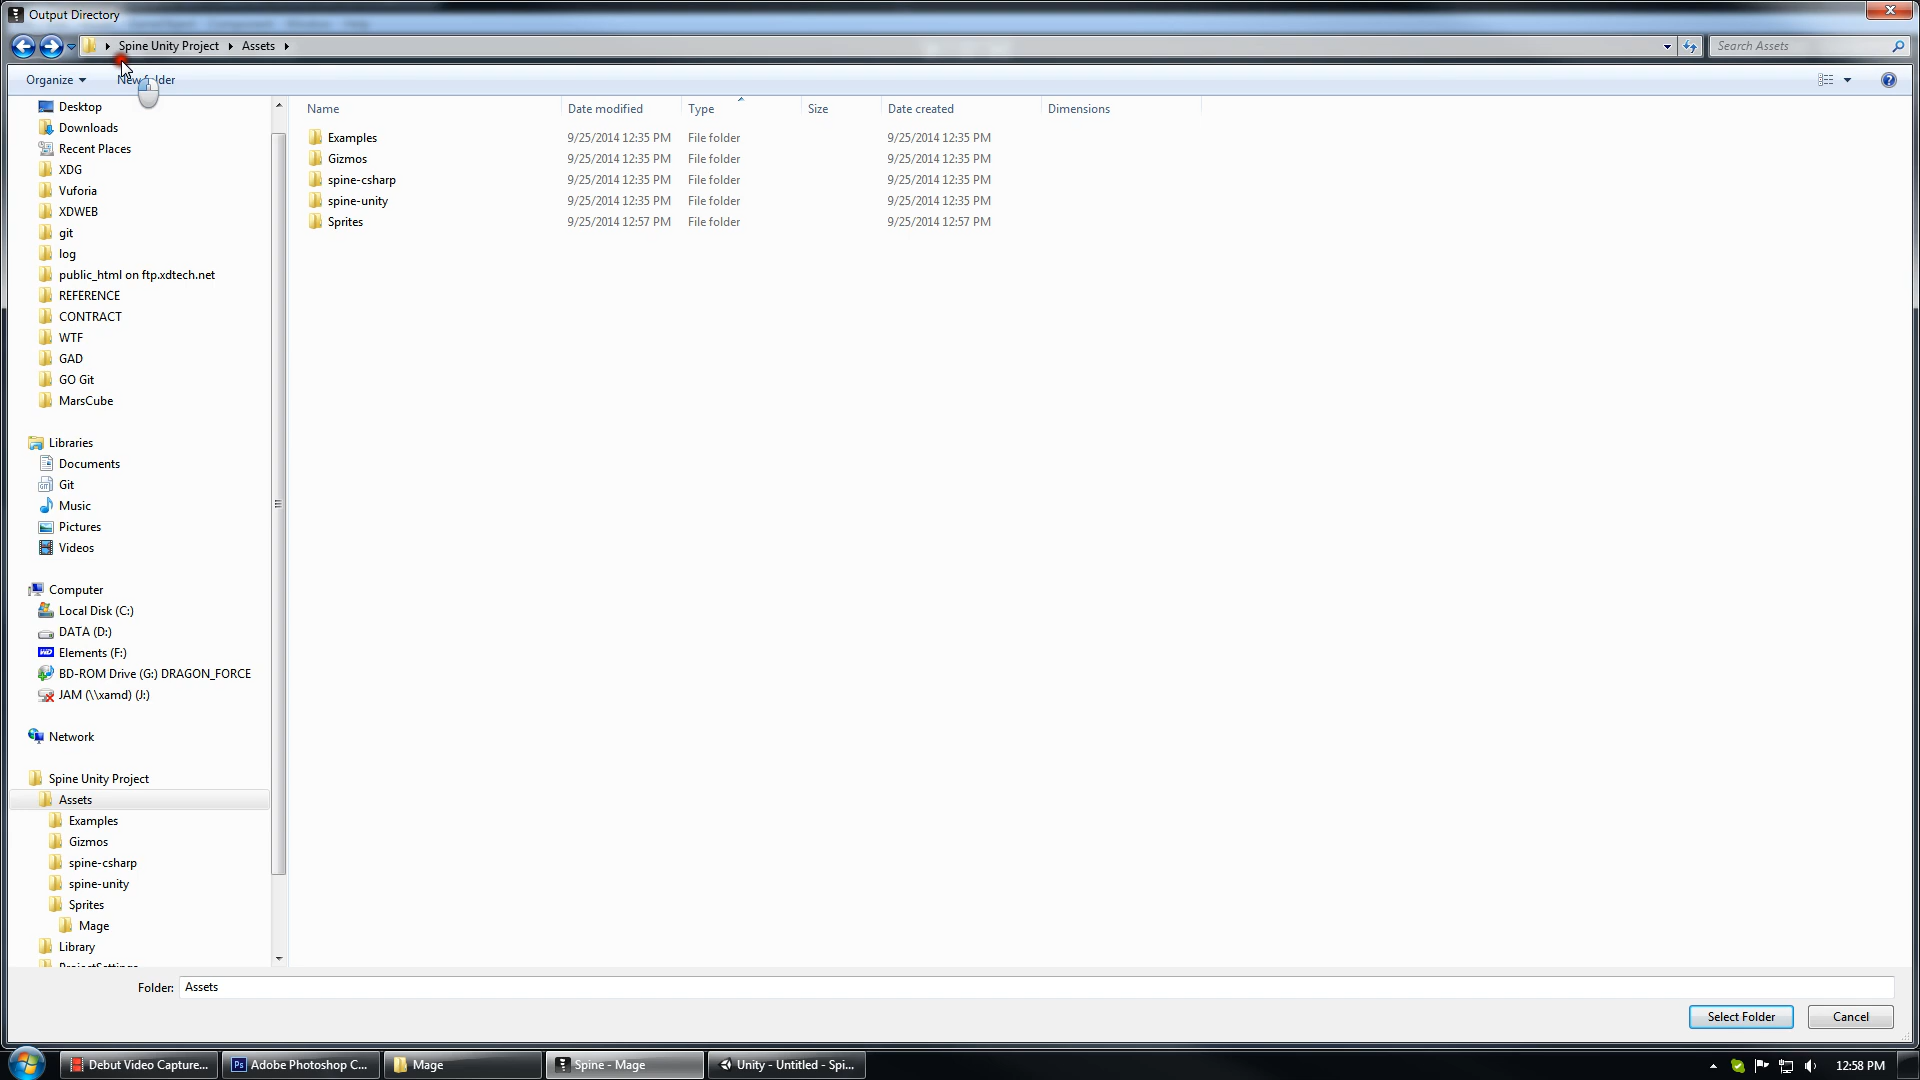 Output Directory
Spine Unity Project Assets
Search Assets
Organize
Name Date modified Type Size Date created Dimensions
Desktop
Downloads
Recent Places
XDG
Vuforia
XDWEB
git
log
public_html on ftp.xdtech.net
REFERENCE
CONTRACT
WTF
GAD
GO Git
MarsCube
Libraries
Documents
Git
Music
Pictures
Videos
Computer
Local Disk (C:)
DATA (D:)
Elements (F:)
BD-ROM Drive (G:) DRAGON_FORCE
JAM (\\xamd) (J:)
Network
Spine Unity Project
Assets
Examples
Gizmos
spine-csharp
spine-unity
Sprites
Mage
Library
Examples 9/25/2014 12:35 PM File folder 9/25/2014 12:35 PM
Gizmos 9/25/2014 12:35 PM File folder 9/25/2014 12:35 PM
spine-csharp 9/25/2014 12:35 PM File folder 9/25/2014 12:35 PM
spine-unity 9/25/2014 12:35 PM File folder 9/25/2014 12:35 PM
Sprites 9/25/2014 12:57 PM File folder 9/25/2014 12:57 PM
Folder: Assets
Select Folder Cancel
Debut Video Capture... Ps Adobe Photoshop C... Mage Spine - Mage Unity - Untitled - Spi... 12:58 PM